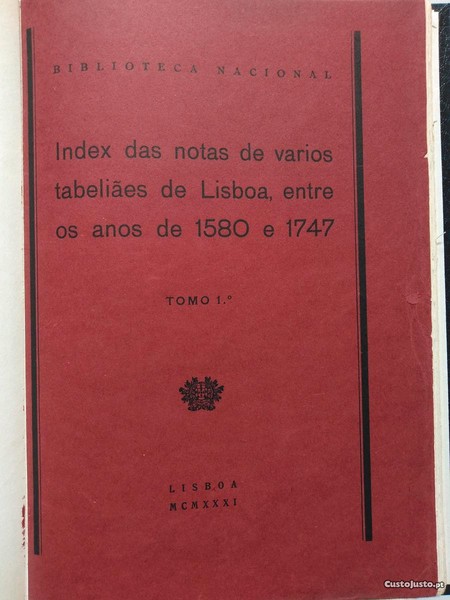 BIBLIOTECA NACIONAL
Index das notas de varios
tabeliães de Lisboa, entre
os anos de 1580 e 1747
TOMO 1.º
LISBOA
MCMXXXI
CustoJusto.pt